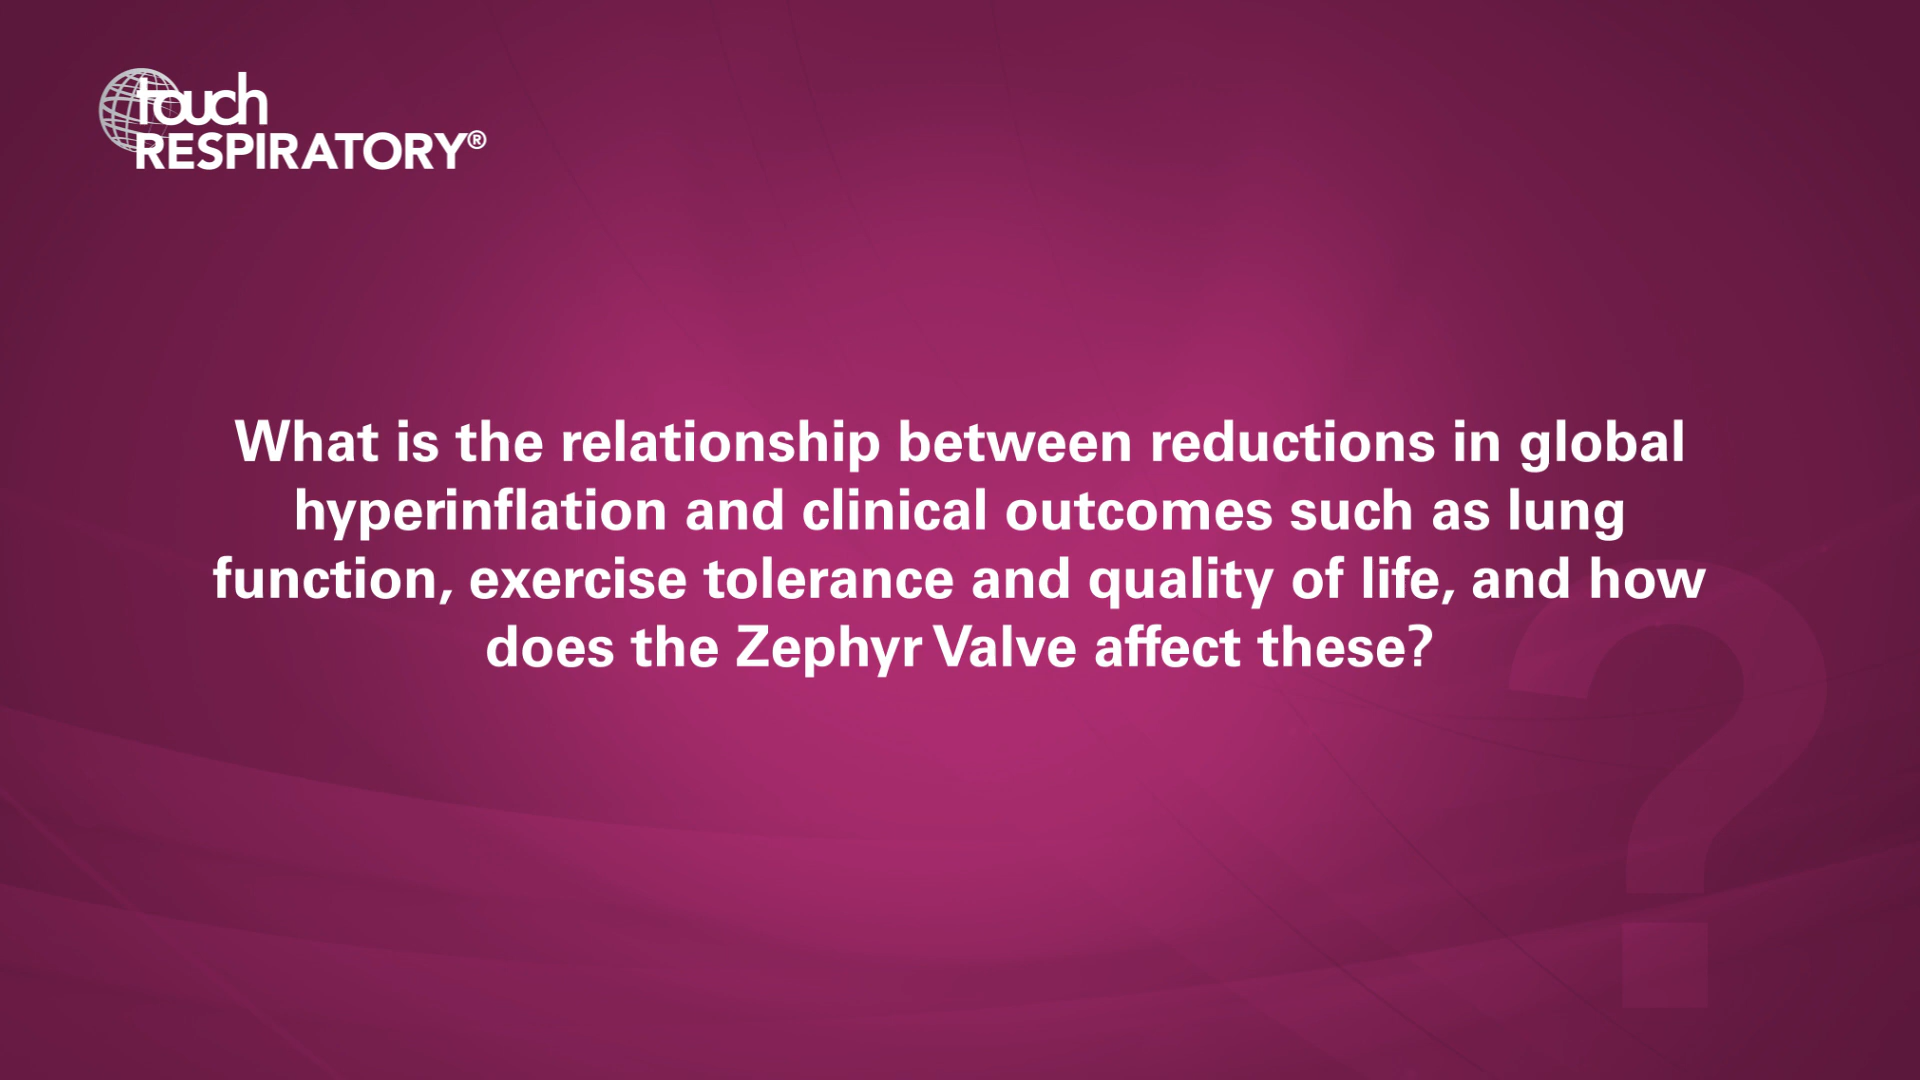 touch
RESPIRATORY®
What is the relationship between reductions in global
hyperinflation and clinical outcomes such as lung
function, exercise tolerance and quality of life, and how
does the Zephyr Valve affect these?
?